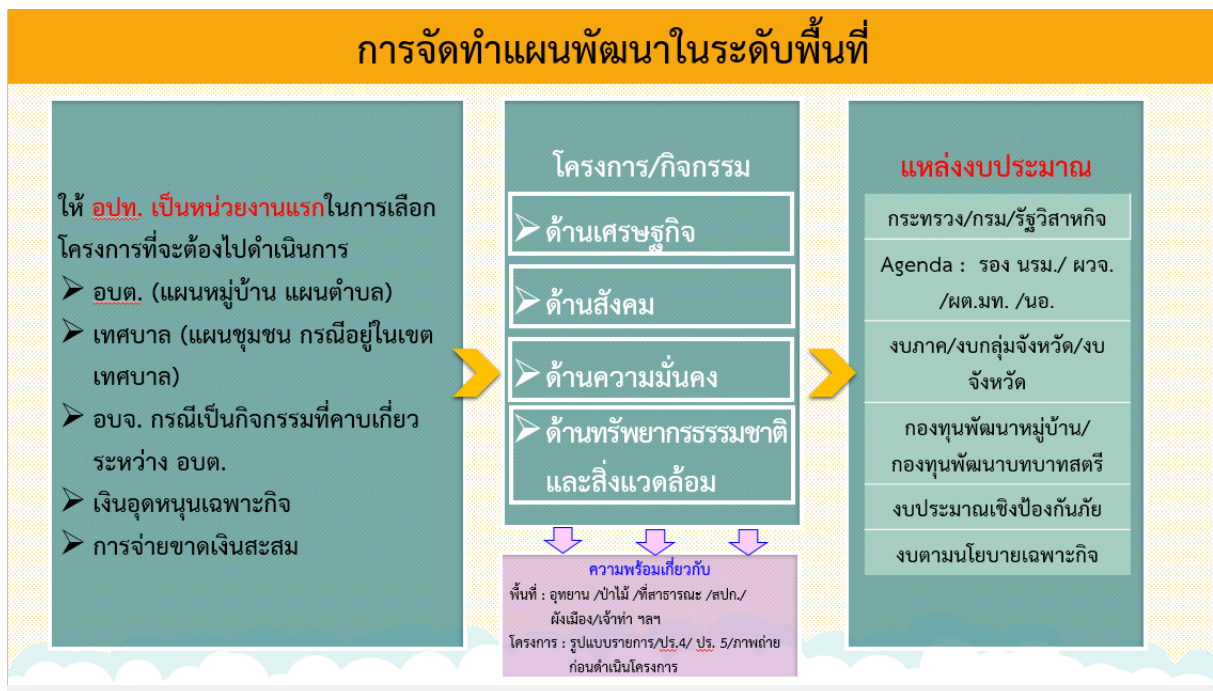 การจัดทำแผนพัฒนาในระดับพื้นที่
ให้ อปท. เป็นหน่วยงานแรกในการเลือก
โครงการที่จะต้องไปดำเนินการ
➢ อบต. (แผนหมู่บ้าน แผนตำบล)
➢ เทศบาล (แผนชุมชน กรณีอยู่ในเขต
เทศบาล)
➢ อบจ. กรณีเป็นกิจกรรมที่คาบเกี่ยว
ระหว่าง อบต.
➢ เงินอุดหนุนเฉพาะกิจ
➢ การจ่ายขาดเงินสะสม
โครงการ/กิจกรรม
➢ ด้านเศรษฐกิจ
➢ ด้านสังคม
➢ ด้านความมั่นคง
➢ ด้านทรัพยากรธรรมชาติ
และสิ่งแวดล้อม
ความพร้อมเกี่ยวกับ
พื้นที่ : อุทยาน /ป่าไม้ /ที่สาธารณะ /สปก./
ผังเมือง/เจ้าท่า ฯลฯ
โครงการ : รูปแบบรายการ/ปร.4/ ปร. 5/ภาพถ่าย
ก่อนดำเนินโครงการ
แหล่งงบประมาณ
กระทรวง/กรม/รัฐวิสาหกิจ
Agenda : รอง นรม./ ผวจ.
/ผต.มท. /นอ.
งบภาค/งบกลุ่มจังหวัด/งบ
จังหวัด
กองทุนพัฒนาหมู่บ้าน/
กองทุนพัฒนาบทบาทสตรี
งบประมาณเชิงป้องกันภัย
งบตามนโยบายเฉพาะกิจ